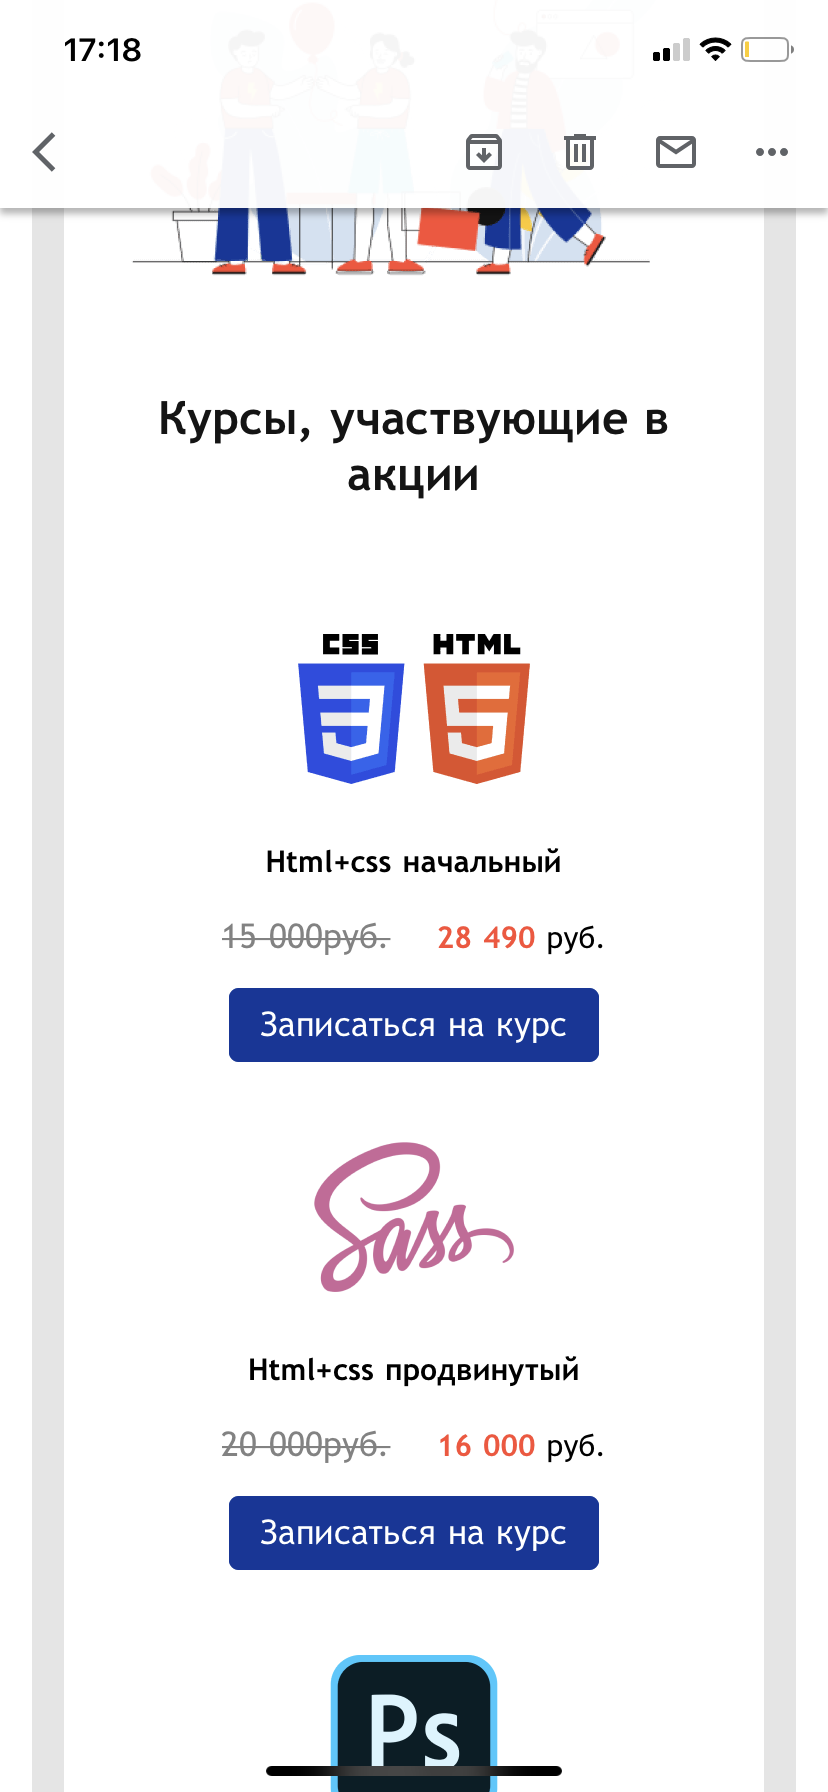 17:18
Курсы, участвующие в
акции
CSS HTML
Html+css начальный
15 000руб. 28 490 руб.
Записаться на курс
Sass
Html+css продвинутый
20 000руб. 16 000 руб.
Записаться на курс
Ps